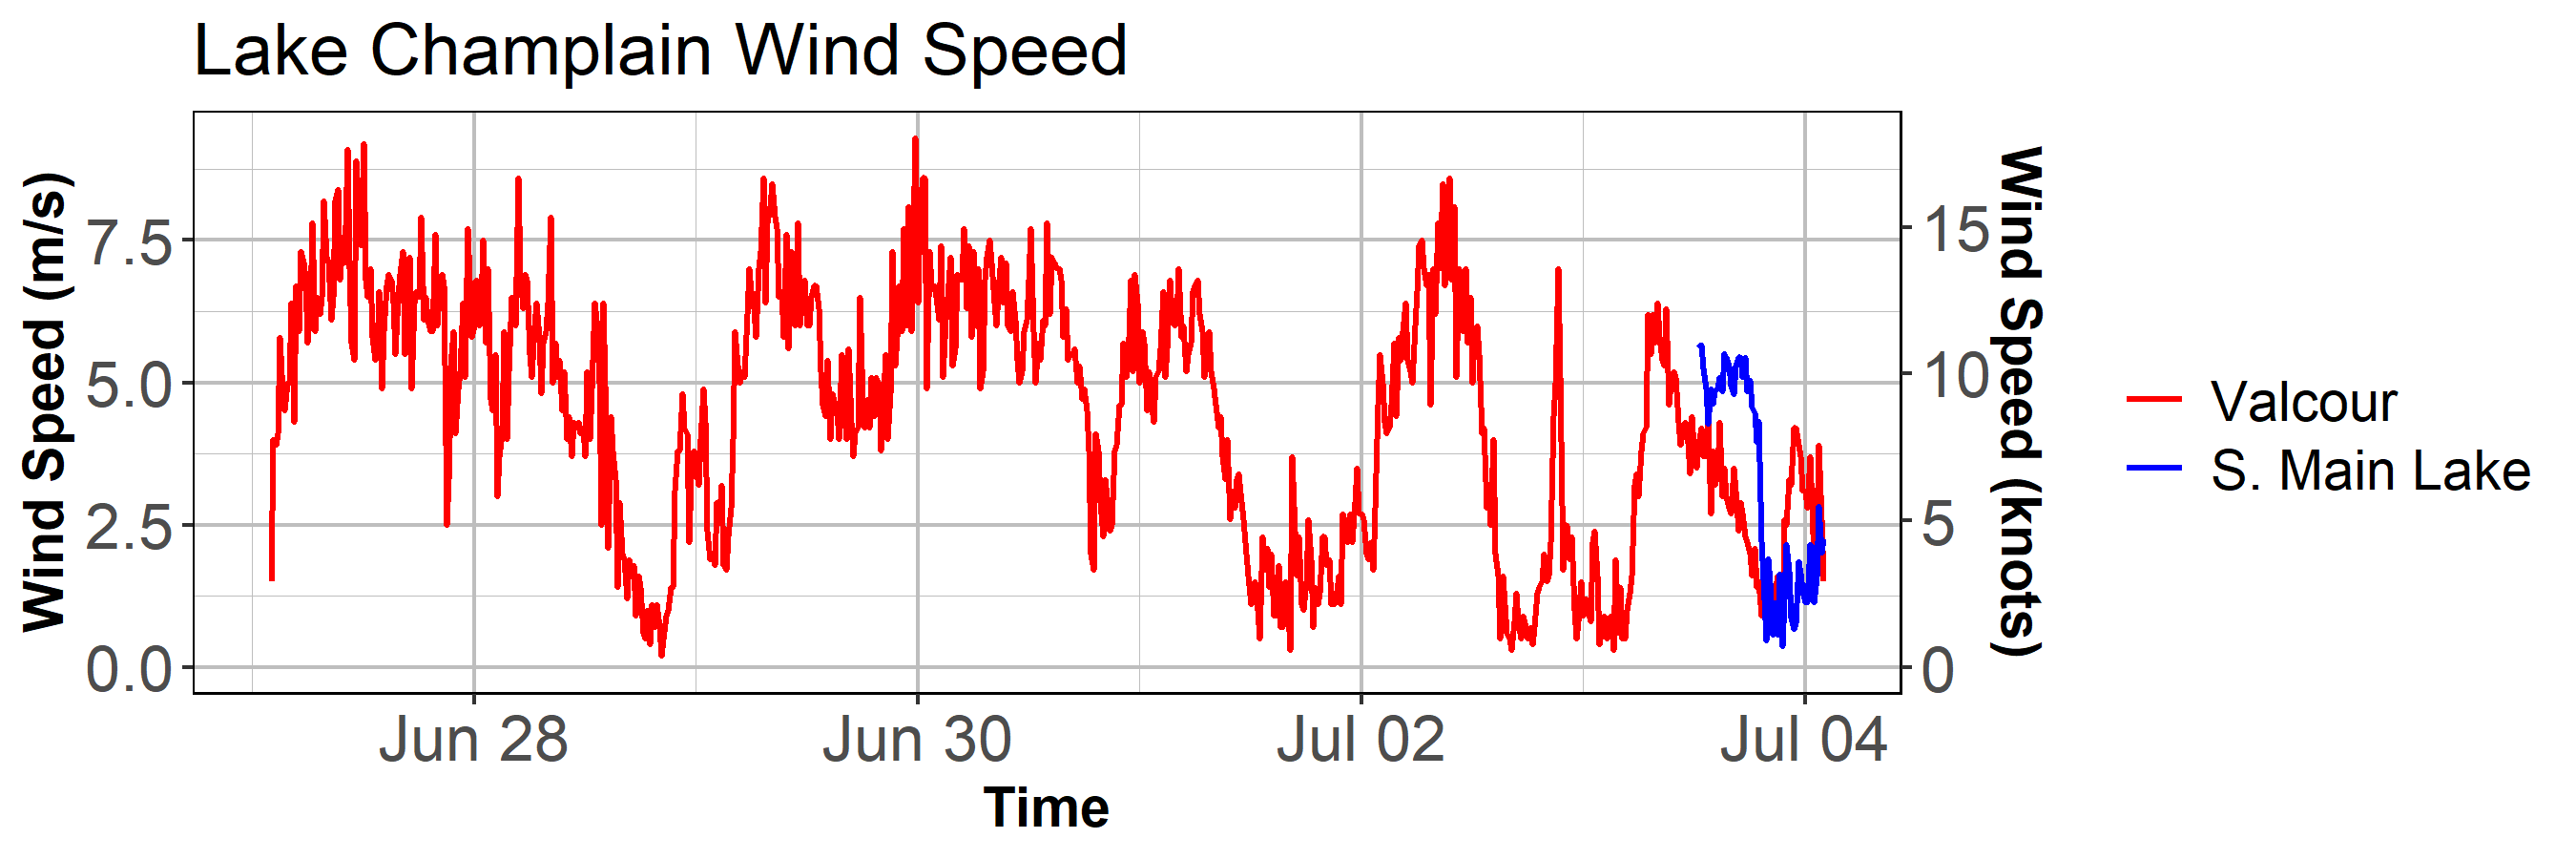 Lake Champlain Wind Speed
Wind Speed (m/s)
7.5
5.0
2.5
0.0
15
10
5
0
Wind Speed (knots)
Jun 28
Jun 30
Jul 02
Jul 04
Time
Valcour
S. Main Lake